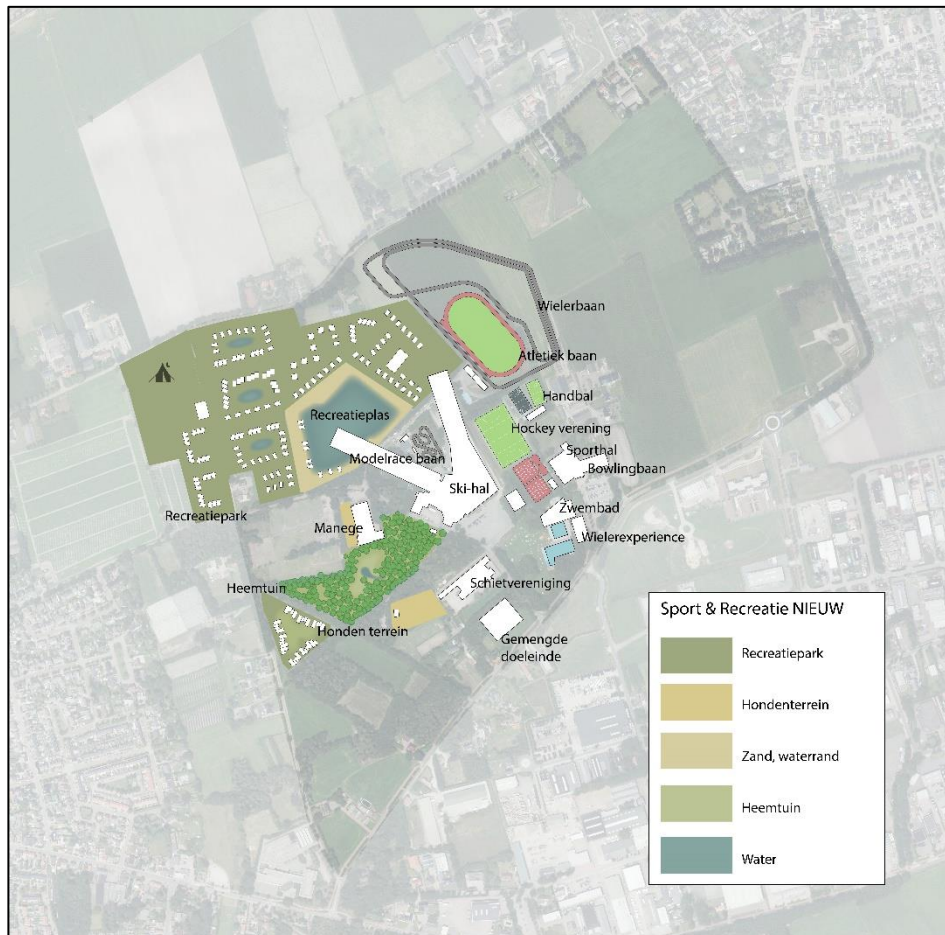 Wielerbaan
Atletiek baan
Handbal
Recreatieplas
Hockey verening
Sporthal
Modelrace baan
Bowlingbaan
Ski-hal
Zwembad
Recreatiepark
Manege
Wielerexperience
Schietvereniging
Heemtuin
Honden terrein
Gemengde
doeleinde
Sport & Recreatie NIEUW
Recreatiepark
Hondenterrein
Zand, waterrand
Heemtuin
Water